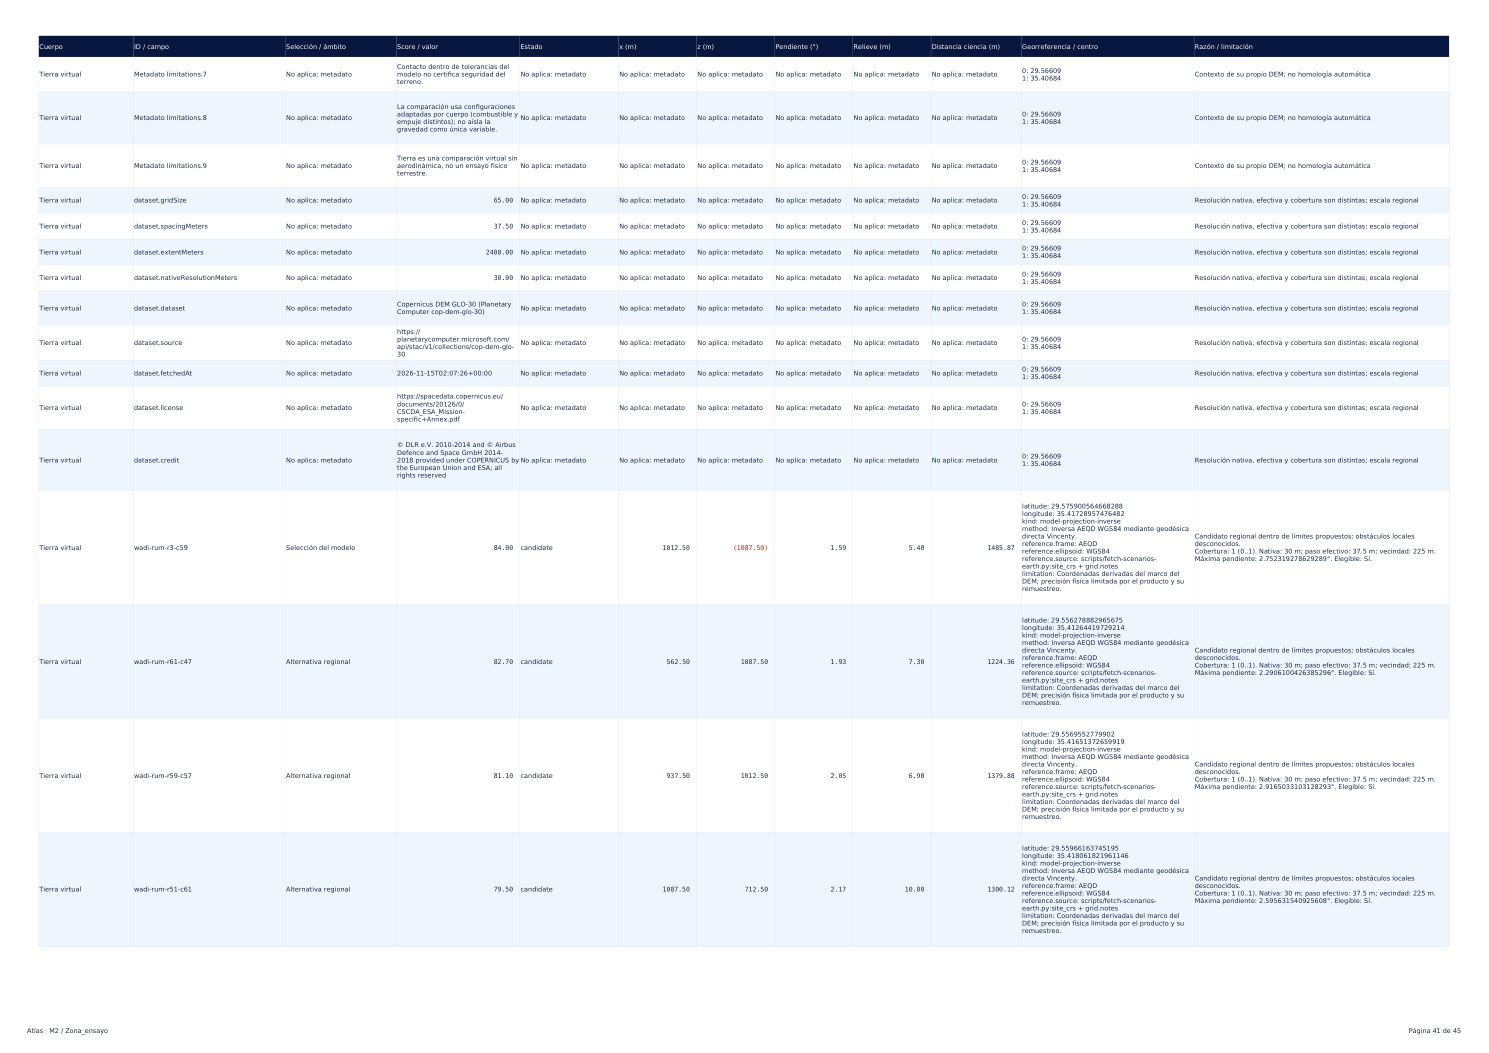 Cuerpo ID / campo Selección / ámbito Score / valor Estado x (m) z (m) Pendiente (°) Relieve (m) Distancia ciencia (m) Georreferencia / centro Razón / limitación
Tierra virtual Metadato limitations.7 No aplica: metadato
Contacto dentro de tolerancias del
modelo no certifica seguridad del
terreno.
No aplica: metadato No aplica: metadato No aplica: metadato No aplica: metadato No aplica: metadato No aplica: metadato
0: 29.56609
1: 35.40684
Contexto de su propio DEM; no homología automática
Tierra virtual Metadato limitations.8 No aplica: metadato
La comparación usa configuraciones
adaptadas por cuerpo (combustible y
empuje distintos); no aísla la
gravedad como única variable.
No aplica: metadato No aplica: metadato No aplica: metadato No aplica: metadato No aplica: metadato No aplica: metadato
0: 29.56609
1: 35.40684
Contexto de su propio DEM; no homología automática
Tierra virtual Metadato limitations.9 No aplica: metadato
Tierra es una comparación virtual sin
aerodinámica, no un ensayo físico
terrestre.
No aplica: metadato No aplica: metadato No aplica: metadato No aplica: metadato No aplica: metadato No aplica: metadato
0: 29.56609
1: 35.40684
Contexto de su propio DEM; no homología automática
Tierra virtual dataset.gridSize No aplica: metadato 65.00 No aplica: metadato No aplica: metadato No aplica: metadato No aplica: metadato No aplica: metadato No aplica: metadato
0: 29.56609
1: 35.40684
Resolución nativa, efectiva y cobertura son distintas; escala regional
Tierra virtual dataset.spacingMeters No aplica: metadato 37.50 No aplica: metadato No aplica: metadato No aplica: metadato No aplica: metadato No aplica: metadato No aplica: metadato
0: 29.56609
1: 35.40684
Resolución nativa, efectiva y cobertura son distintas; escala regional
Tierra virtual dataset.extentMeters No aplica: metadato 2400.00 No aplica: metadato No aplica: metadato No aplica: metadato No aplica: metadato No aplica: metadato No aplica: metadato
0: 29.56609
1: 35.40684
Resolución nativa, efectiva y cobertura son distintas; escala regional
Tierra virtual dataset.nativeResolutionMeters No aplica: metadato 30.00 No aplica: metadato No aplica: metadato No aplica: metadato No aplica: metadato No aplica: metadato No aplica: metadato
0: 29.56609
1: 35.40684
Resolución nativa, efectiva y cobertura son distintas; escala regional
Tierra virtual dataset.dataset No aplica: metadato
Copernicus DEM GLO-30 (Planetary
Computer cop-dem-glo-30)
No aplica: metadato No aplica: metadato No aplica: metadato No aplica: metadato No aplica: metadato No aplica: metadato
0: 29.56609
1: 35.40684
Resolución nativa, efectiva y cobertura son distintas; escala regional
Tierra virtual dataset.source No aplica: metadato
https://
planetarycomputer.microsoft.com/
api/stac/v1/collections/cop-dem-glo-
30
No aplica: metadato No aplica: metadato No aplica: metadato No aplica: metadato No aplica: metadato No aplica: metadato
0: 29.56609
1: 35.40684
Resolución nativa, efectiva y cobertura son distintas; escala regional
Tierra virtual dataset.fetchedAt No aplica: metadato 2026-11-15T02:07:26+00:00 No aplica: metadato No aplica: metadato No aplica: metadato No aplica: metadato No aplica: metadato No aplica: metadato
0: 29.56609
1: 35.40684
Resolución nativa, efectiva y cobertura son distintas; escala regional
Tierra virtual dataset.license No aplica: metadato
https://spacedata.copernicus.eu/
documents/20126/0/
CSCDA_ESA_Mission-
specific+Annex.pdf
No aplica: metadato No aplica: metadato No aplica: metadato No aplica: metadato No aplica: metadato No aplica: metadato
0: 29.56609
1: 35.40684
Resolución nativa, efectiva y cobertura son distintas; escala regional
Tierra virtual dataset.credit No aplica: metadato
© DLR e.V. 2010-2014 and © Airbus
Defence and Space GmbH 2014-
2018 provided under COPERNICUS by
the European Union and ESA; all
rights reserved
No aplica: metadato No aplica: metadato No aplica: metadato No aplica: metadato No aplica: metadato No aplica: metadato
0: 29.56609
1: 35.40684
Resolución nativa, efectiva y cobertura son distintas; escala regional
Tierra virtual wadi-rum-r3-c59 Selección del modelo 84.00 candidate 1012.50 (1087.50) 1.59 5.40 1485.87
latitude: 29.575900564668288
longitude: 35.41728957476482
kind: model-projection-inverse
method: Inversa AEQD WGS84 mediante geodésica
directa Vincenty.
reference.frame: AEQD
reference.ellipsoid: WGS84
reference.source: scripts/fetch-scenarios-
earth.py:site_crs + grid.notes
limitation: Coordenadas derivadas del marco del
DEM; precisión física limitada por el producto y su
remuestreo.
Candidato regional dentro de límites propuestos; obstáculos locales
desconocidos.
Cobertura: 1 (0..1). Nativa: 30 m; paso efectivo: 37.5 m; vecindad: 225 m.
Máxima pendiente: 2.752319278629289°. Elegible: Sí.
Tierra virtual wadi-rum-r61-c47 Alternativa regional 82.70 candidate 562.50 1087.50 1.93 7.30 1224.36
latitude: 29.556278882965675
longitude: 35.41264419729214
kind: model-projection-inverse
method: Inversa AEQD WGS84 mediante geodésica
directa Vincenty.
reference.frame: AEQD
reference.ellipsoid: WGS84
reference.source: scripts/fetch-scenarios-
earth.py:site_crs + grid.notes
limitation: Coordenadas derivadas del marco del
DEM; precisión física limitada por el producto y su
remuestreo.
Candidato regional dentro de límites propuestos; obstáculos locales
desconocidos.
Cobertura: 1 (0..1). Nativa: 30 m; paso efectivo: 37.5 m; vecindad: 225 m.
Máxima pendiente: 2.2906100426385296°. Elegible: Sí.
Tierra virtual wadi-rum-r59-c57 Alternativa regional 81.10 candidate 937.50 1012.50 2.05 6.90 1379.88
latitude: 29.5569552779902
longitude: 35.41651372659919
kind: model-projection-inverse
method: Inversa AEQD WGS84 mediante geodésica
directa Vincenty.
reference.frame: AEQD
reference.ellipsoid: WGS84
reference.source: scripts/fetch-scenarios-
earth.py:site_crs + grid.notes
limitation: Coordenadas derivadas del marco del
DEM; precisión física limitada por el producto y su
remuestreo.
Candidato regional dentro de límites propuestos; obstáculos locales
desconocidos.
Cobertura: 1 (0..1). Nativa: 30 m; paso efectivo: 37.5 m; vecindad: 225 m.
Máxima pendiente: 2.9165033103128293°. Elegible: Sí.
Tierra virtual wadi-rum-r51-c61 Alternativa regional 79.50 candidate 1087.50 712.50 2.17 10.00 1300.12
latitude: 29.55966163745195
longitude: 35.418061821961146
kind: model-projection-inverse
method: Inversa AEQD WGS84 mediante geodésica
directa Vincenty.
reference.frame: AEQD
reference.ellipsoid: WGS84
reference.source: scripts/fetch-scenarios-
earth.py:site_crs + grid.notes
limitation: Coordenadas derivadas del marco del
DEM; precisión física limitada por el producto y su
remuestreo.
Candidato regional dentro de límites propuestos; obstáculos locales
desconocidos.
Cobertura: 1 (0..1). Nativa: 30 m; paso efectivo: 37.5 m; vecindad: 225 m.
Máxima pendiente: 2.595631540925608°. Elegible: Sí.
Atlas · M2 / Zona_ensayo Página 41 de 45